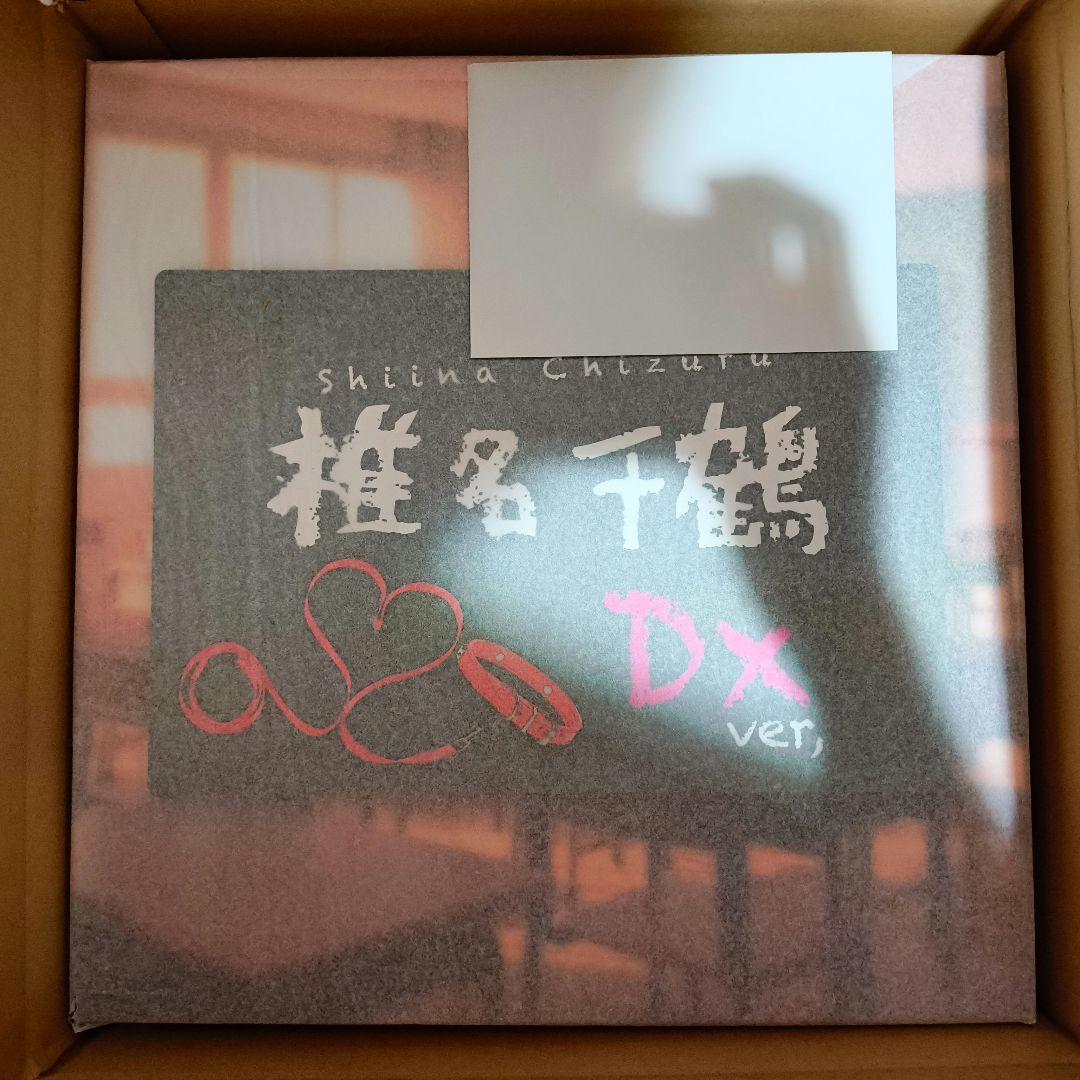 Shiina Chizuru
椎名千鶴
Dx
ver,